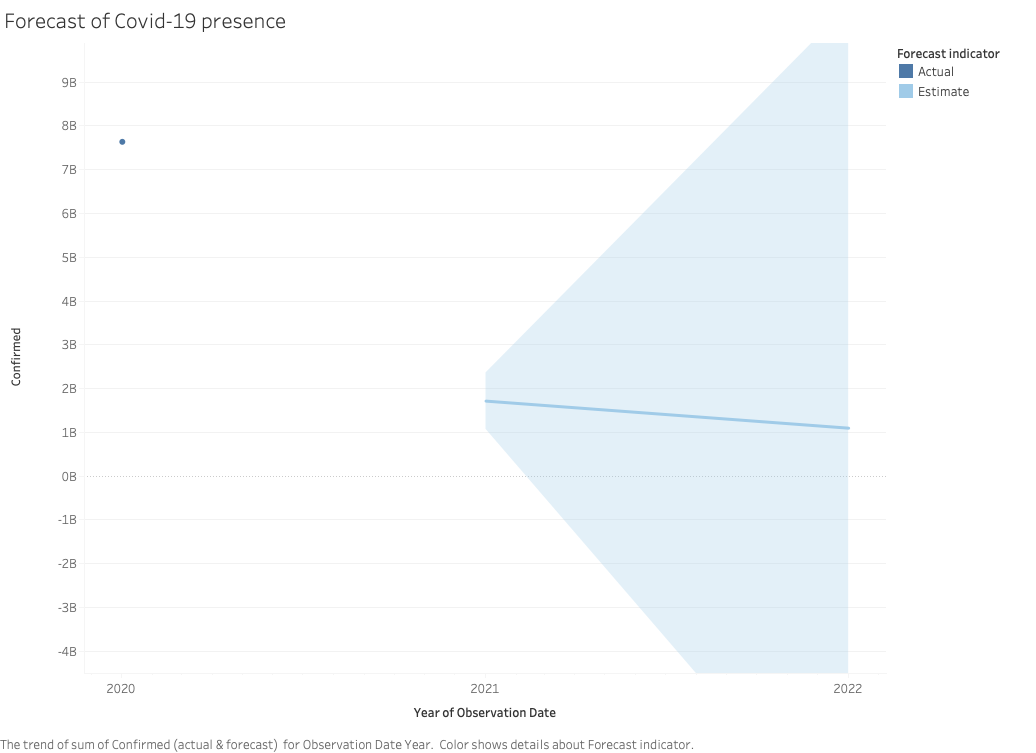 Forecast of Covid-19 presence
Forecast indicator
Actual
Estimate
9B
8B
7B
6B
5B
4B
3B
2B
1B
0B
-1B
-2B
-3B
-4B
Confirmed
2020 2021 2022
Year of Observation Date
The trend of sum of Confirmed (actual & forecast) for Observation Date Year. Color shows details about Forecast indicator.